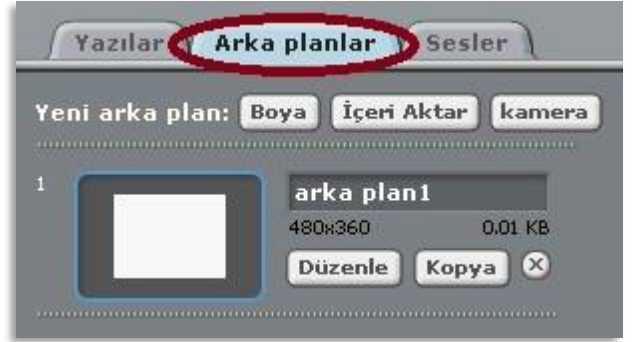 Yazılar Arka planlar Sesler
Yeni arka plan: Boya İçeri Aktar kamera
1
arka plan1
480x360 0.01 KB
Düzenle Kopya X